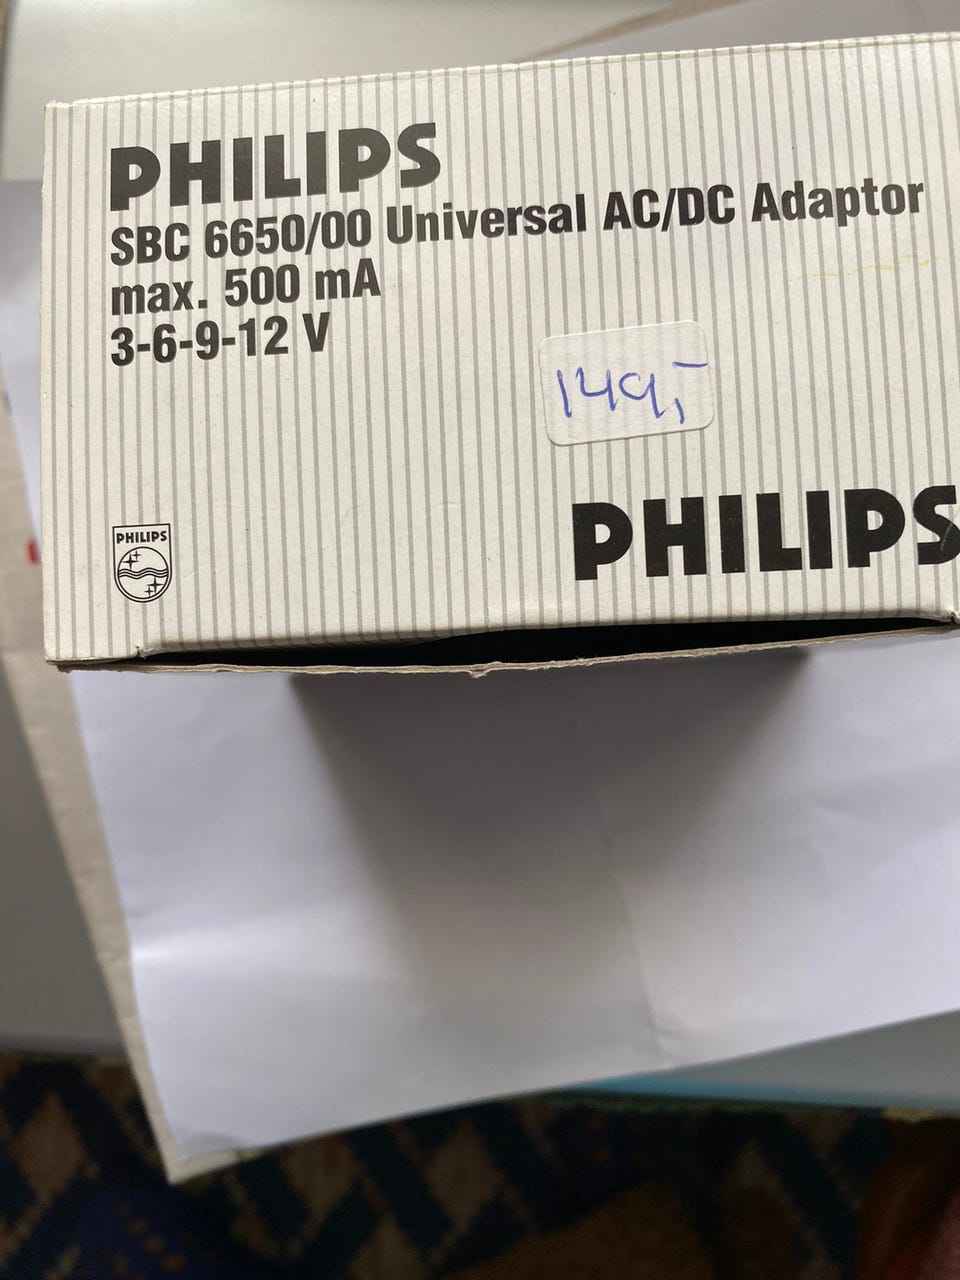 PHILIPS
SBC 6650/00 Universal AC/DC Adaptor
max. 500 mA
3-6-9-12 V
149,-
PHILIPS
PHILIPS